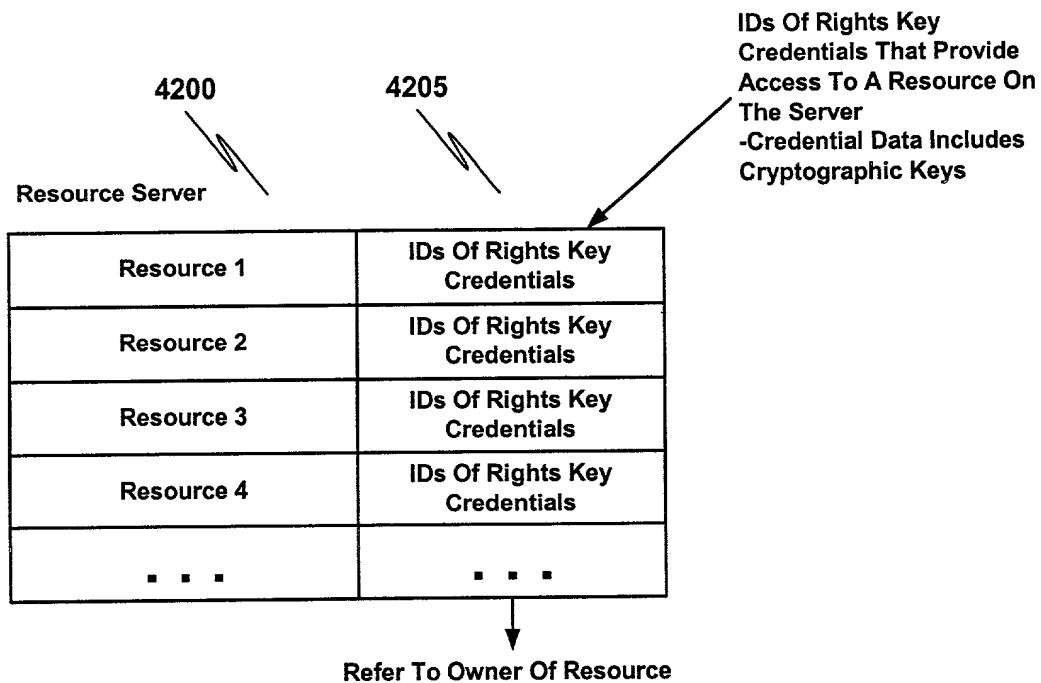 IDs Of Rights Key
Credentials That Provide
Access To A Resource On
The Server
-Credential Data Includes
Cryptographic Keys
4200
4205
Resource Server
Resource 1
IDs Of Rights Key
Credentials
Resource 2
IDs Of Rights Key
Credentials
Resource 3
IDs Of Rights Key
Credentials
Resource 4
IDs Of Rights Key
Credentials
. . .
. . .
Refer To Owner Of Resource